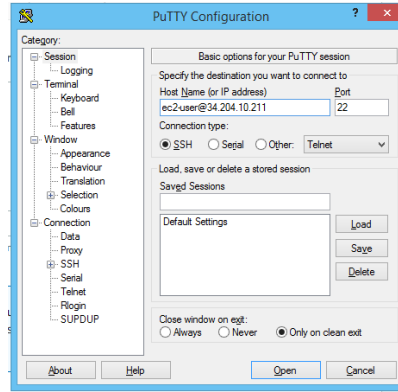 PuTTY Configuration
?
Category:
Session
Logging
Terminal
Keyboard
Bell
Features
Window
Appearance
Behaviour
Translation
Selection
Colours
Connection
Data
Proxy
SSH
Serial
Telnet
Rlogin
SUPDUP
Basic options for your PuTTY session
Specify the destination you want to connect to
Host Name (or IP address) Port
ec2-user@34.204.10.211 22
Connection type:
SSH Serial Other: Telnet
Load, save or delete a stored session
Saved Sessions
Default Settings
Load
Save
Delete
Close window on exit:
Always Never Only on clean exit
About Help Open Cancel